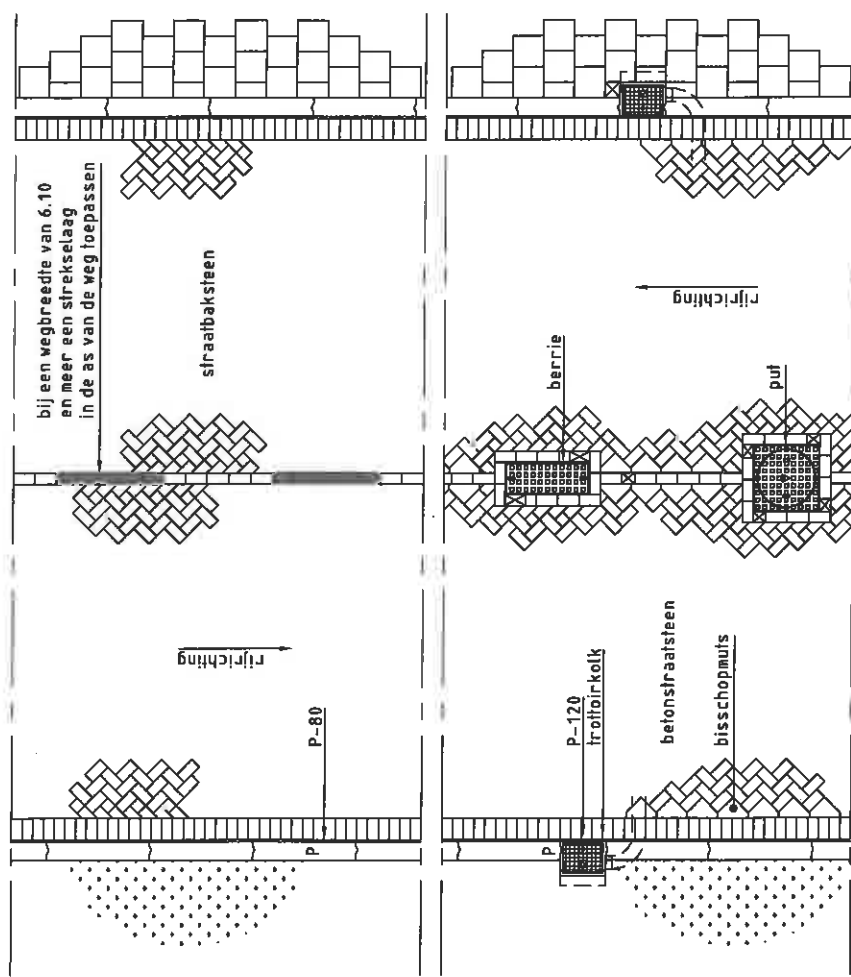 bij een wegbreedte van 6.10
en meer een strekselaag
in de as van de weg toepassen
straatbaksteen
rijrichting
P-80
P
berrie
put
rijrichting
P-120
trottoirkolk
betonstraatsteen
bisschopmuts
P